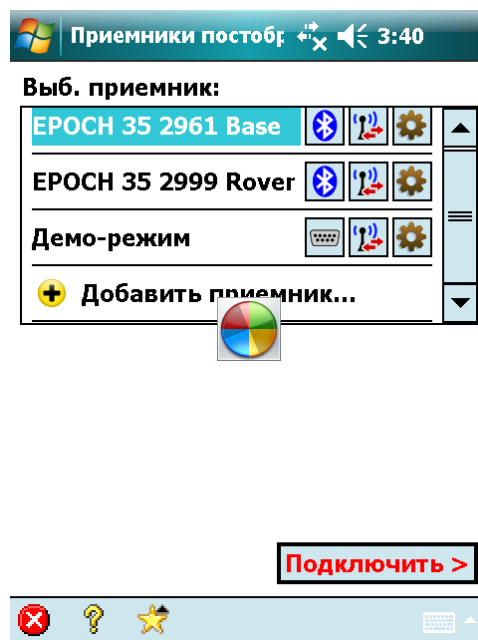 Приемники постобр 3:40
Выб. приемник:
EPOCH 35 2961 Base
EPOCH 35 2999 Rover
Демо-режим
Добавить приемник...
Подключить >